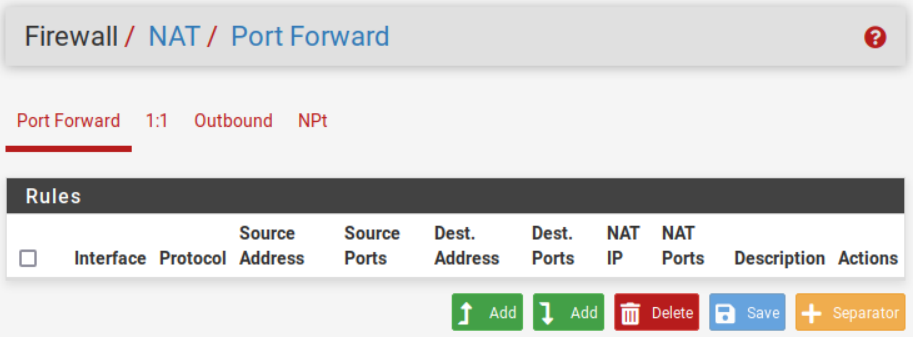 Firewall / NAT / Port Forward
Port Forward 1:1 Outbound NPt
Rules
Interface Protocol Source Address Source Ports Dest. Address Dest. Ports NAT IP NAT Ports Description Actions
Add Add Delete Save Separator